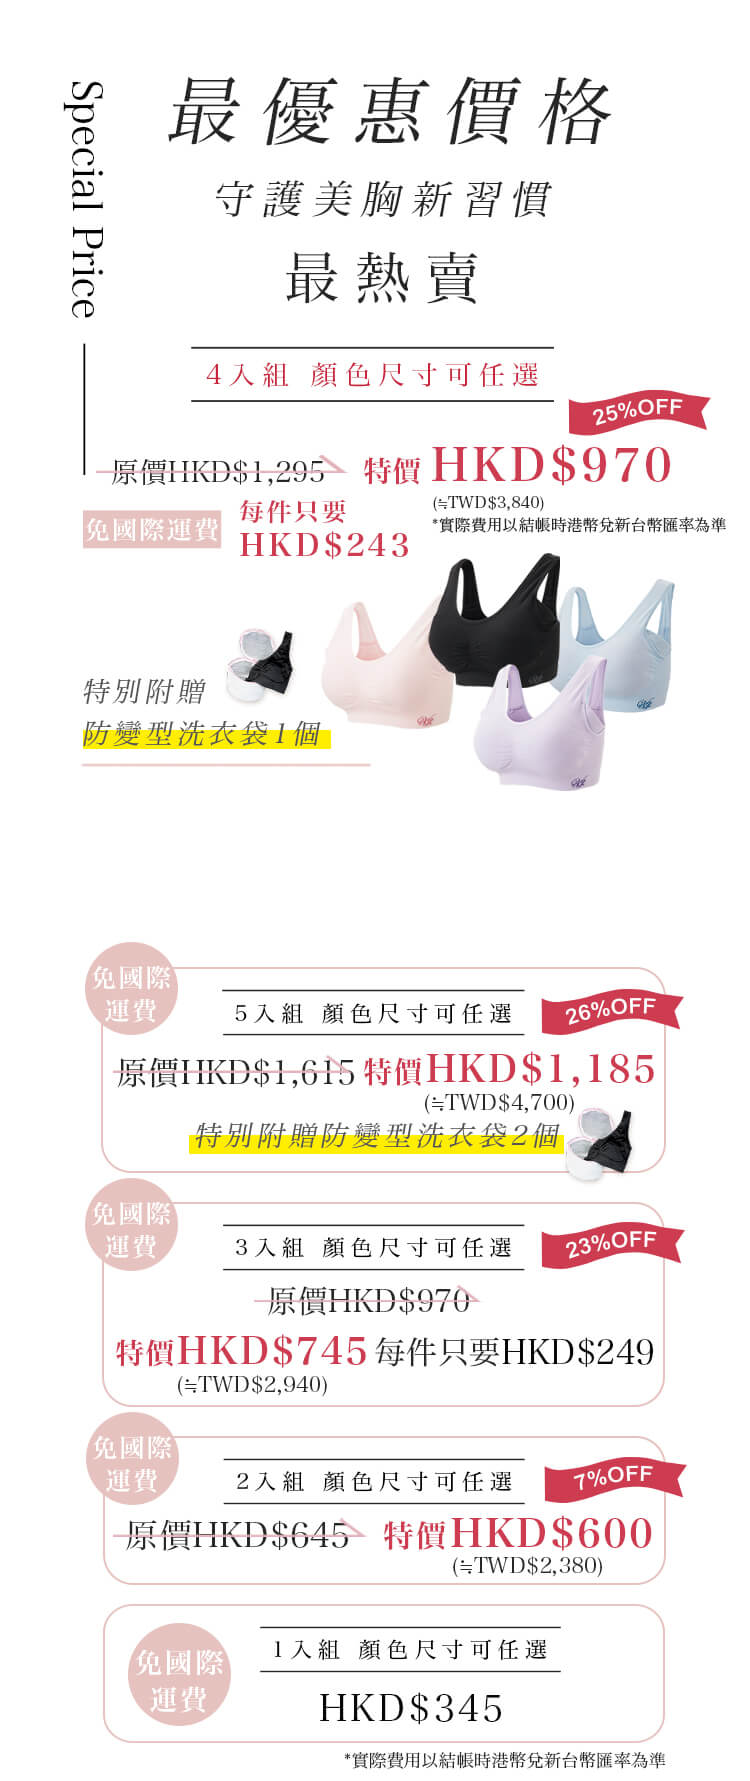 Special Price
最優惠價格
守護美胸新習慣
最熱賣
4入組 顏色尺寸可任選
25%OFF
原價HKD$1,295 特價 HKD$970
(≒TWD$3,840)
*實際費用以結帳時港幣兌新台幣匯率為準
免國際運費
每件只要
HKD$243
特別附贈
防變型洗衣袋1個
免國際
運費
5入組 顏色尺寸可任選
26%OFF
原價HKD$1,615 特價HKD$1,185
(≒TWD$4,700)
特別附贈防變型洗衣袋2個
免國際
運費
3入組 顏色尺寸可任選
23%OFF
原價HKD$970
特價HKD$745 每件只要HKD$249
(≒TWD$2,940)
免國際
運費
2入組 顏色尺寸可任選
7%OFF
原價HKD$645 特價HKD$600
(≒TWD$2,380)
免國際
運費
1入組 顏色尺寸可任選
HKD$345
*實際費用以結帳時港幣兌新台幣匯率為準